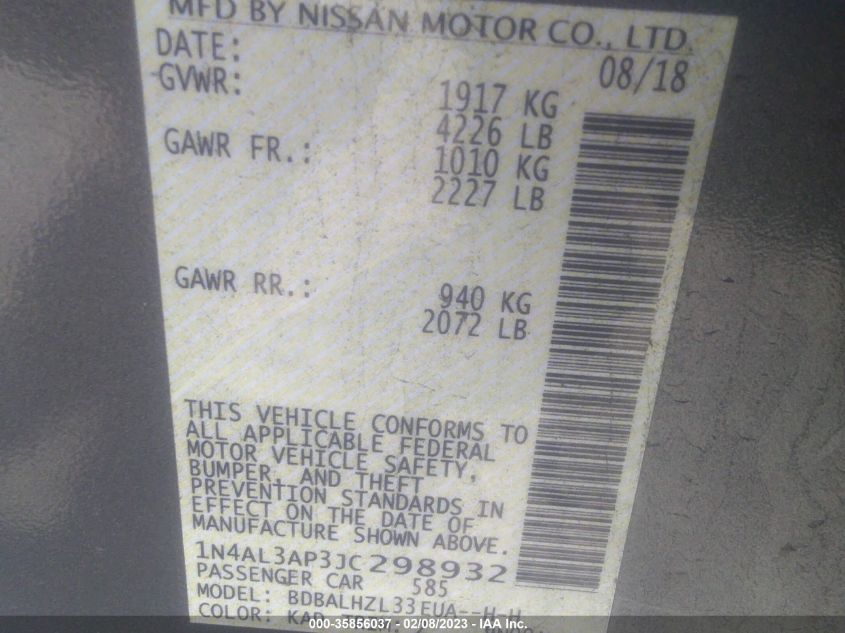 MFD BY NISSAN MOTOR CO., LTD.
DATE: 08/18
GVWR: 1917 KG
4226 LB
GAWR FR.: 1010 KG
2227 LB
GAWR RR.: 940 KG
2072 LB
THIS VEHICLE CONFORMS TO
ALL APPLICABLE FEDERAL
MOTOR VEHICLE SAFETY,
BUMPER, AND THEFT
PREVENTION STANDARDS IN
EFFECT ON THE DATE OF
MANUFACTURE SHOWN ABOVE.
1N4AL3AP3JC298932
PASSENGER CAR 585
MODEL: BDBALHZL33EUA--H-H
COLOR: KAD
000-35856037 - 02/08/2023 - IAA Inc.